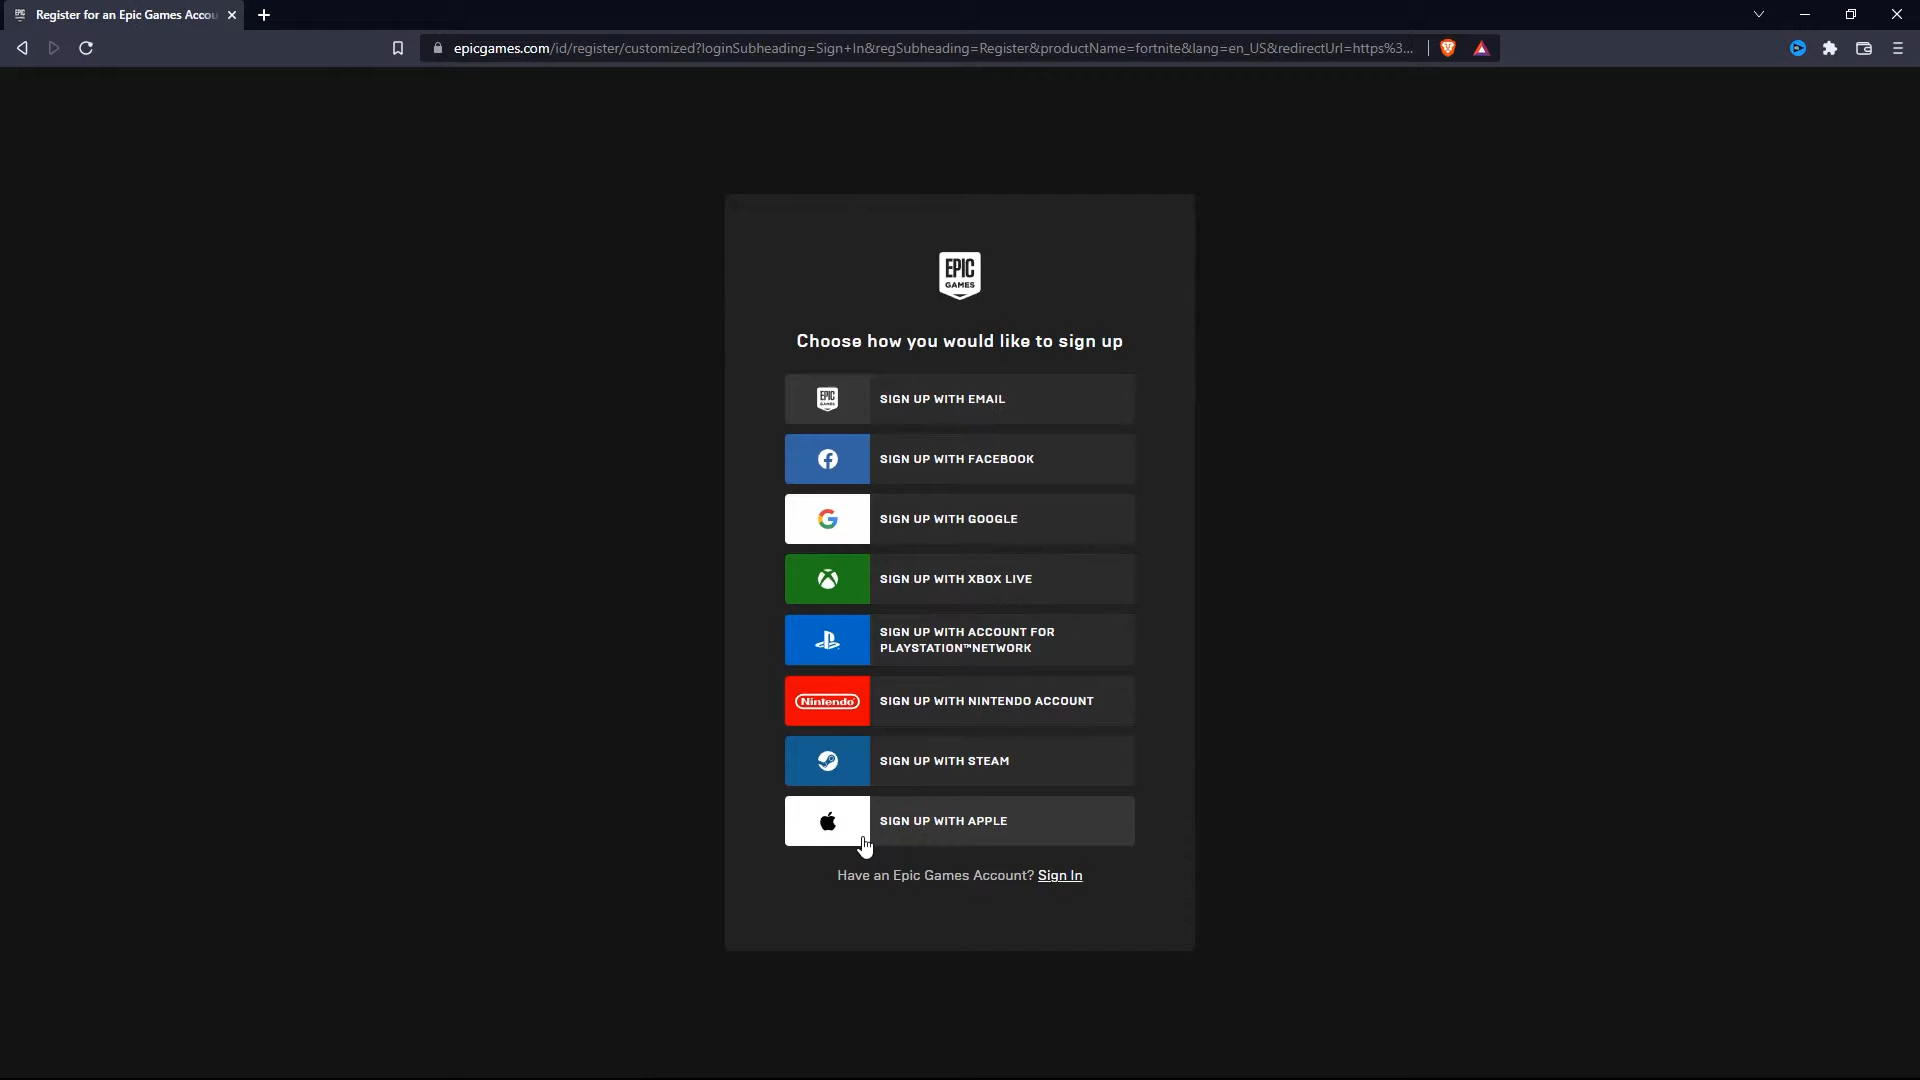 Register for an Epic Games Accou
epicgames.com/id/register/customized?loginSubheading=Sign+In&regSubheading=Register&productName=fortnite&lang=en_US&redirectUrl=https%3...
EPIC
GAMES
Choose how you would like to sign up
EPIC
GAMES
SIGN UP WITH EMAIL
SIGN UP WITH FACEBOOK
SIGN UP WITH GOOGLE
SIGN UP WITH XBOX LIVE
SIGN UP WITH ACCOUNT FOR
PLAYSTATION™NETWORK
Nintendo
SIGN UP WITH NINTENDO ACCOUNT
SIGN UP WITH STEAM
SIGN UP WITH APPLE
Have an Epic Games Account? Sign In